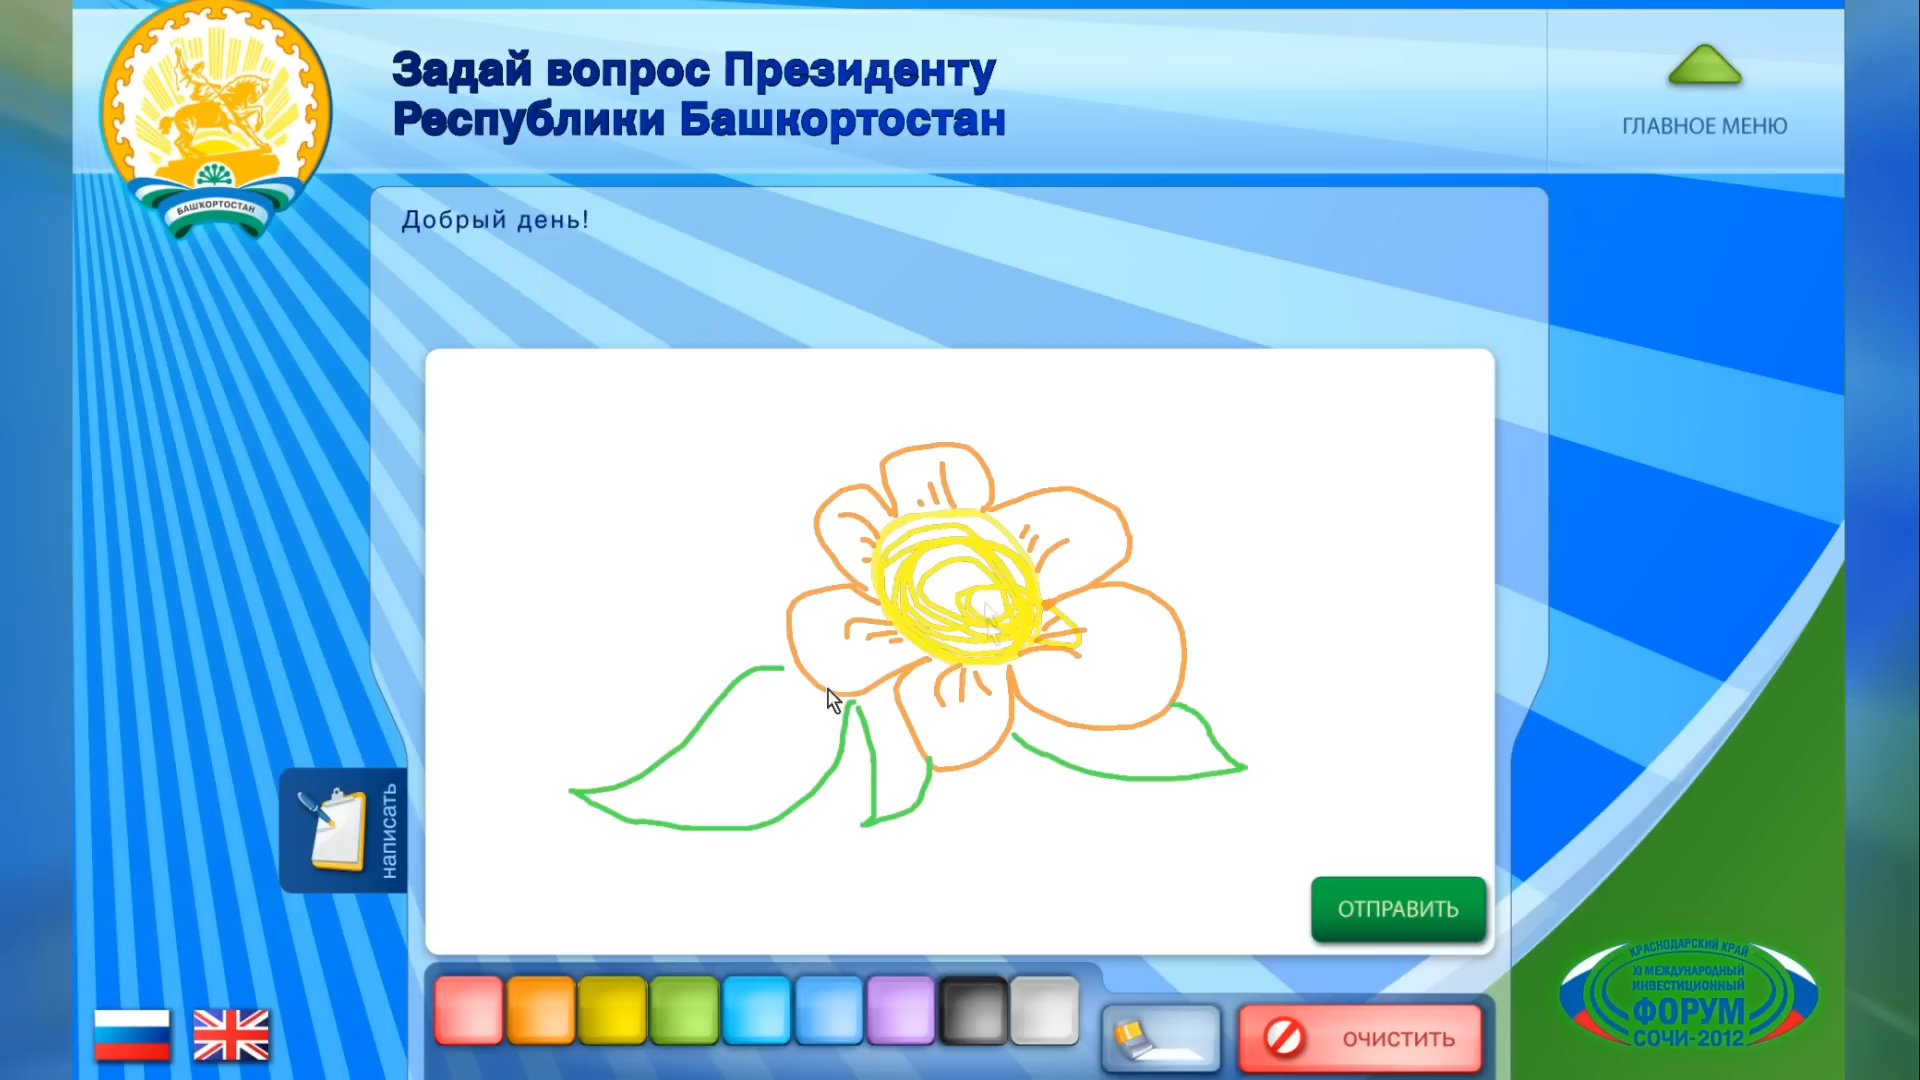 Задай вопрос Президенту
Республики Башкортостан
ГЛАВНОЕ МЕНЮ
БАШКОРТОСТАН
Добрый день!
написать
ОТПРАВИТЬ
ОЧИСТИТЬ
КРАСНОДАРСКИЙ КРАЙ
XI МЕЖДУНАРОДНЫЙ
ИНВЕСТИЦИОННЫЙ
ФОРУМ
СОЧИ-2012